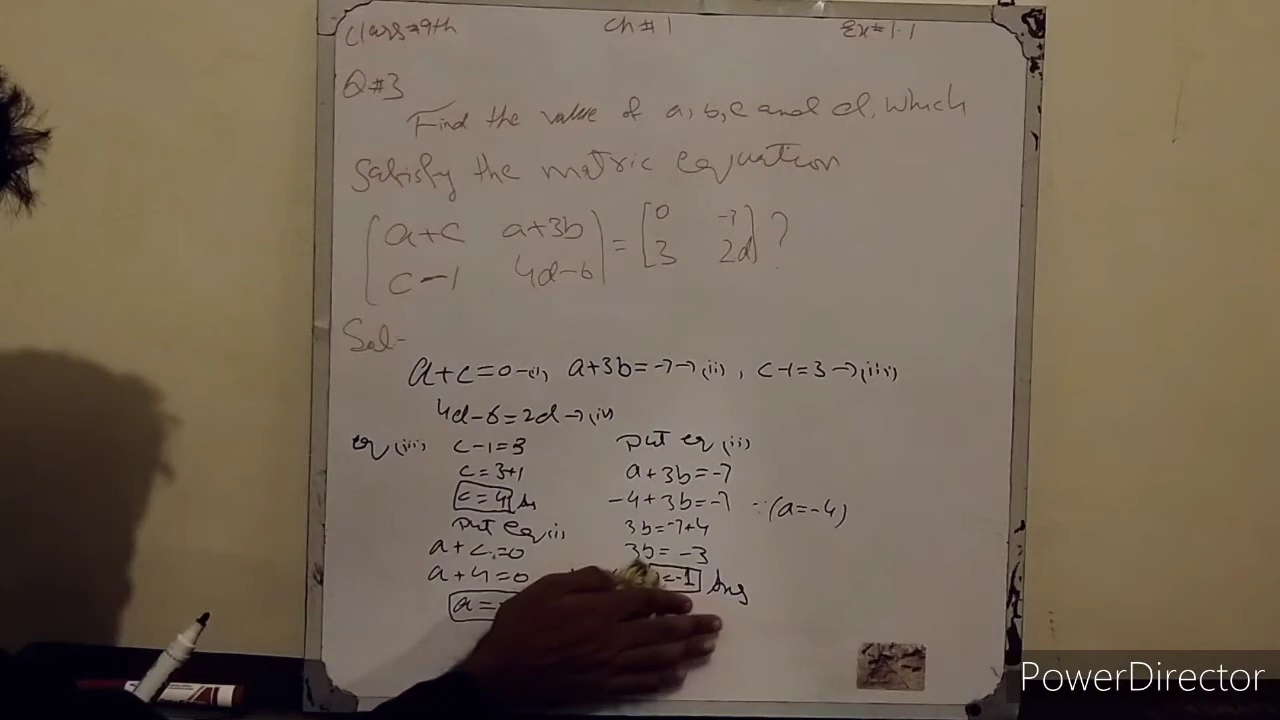 Class=9th Ch#1 Ex#1.1
Q#3
Find the value of a, b, c and d, which
satisfy the matric equation
[a+c a+3b] = [0 -7] ?
[c-1 4d-6] [3 2d]
Sol-
a+c=0-(i), a+3b=-7→(ii), c-1=3→(iii)
4d-6=2d→(iv)
eq(iii) c-1=3
c=3+1
c=4 Ans
Put eq(i)
a+c=0
a+4=0
a=
Put eq(ii)
a+3b=-7
-4+3b=-7 ∵(a=-4)
3b=-7+4
3b=-3
=-1 Ans
PowerDirector